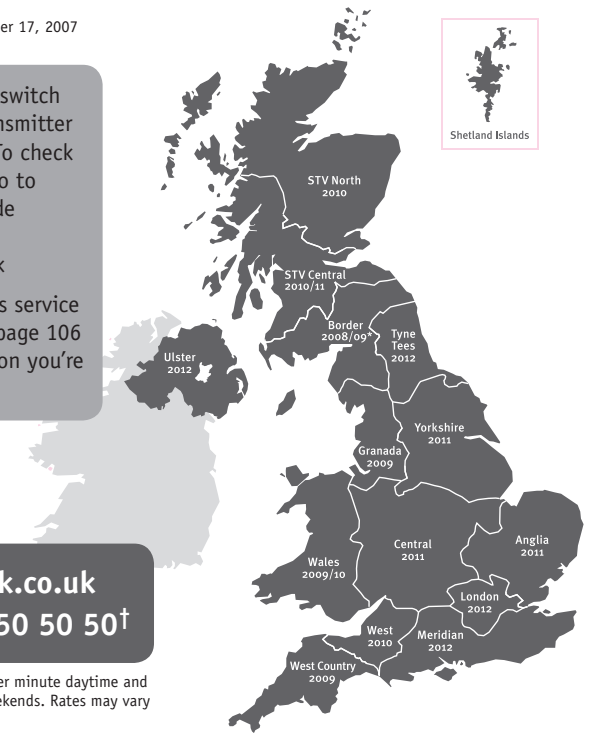 er 17, 2007
switch
nsmitter
To check
o to
de
k
s service
page 106
on you're
k.co.uk
50 50 50†
er minute daytime and
ekends. Rates may vary
Shetland Islands
STV North
2010
STV Central
2010/11
Border
2008/09*
Tyne
Tees
2012
Ulster
2012
Yorkshire
2011
Granada
2009
Central
2011
Anglia
2011
Wales
2009/10
London
2012
West
2010
Meridian
2012
West Country
2009